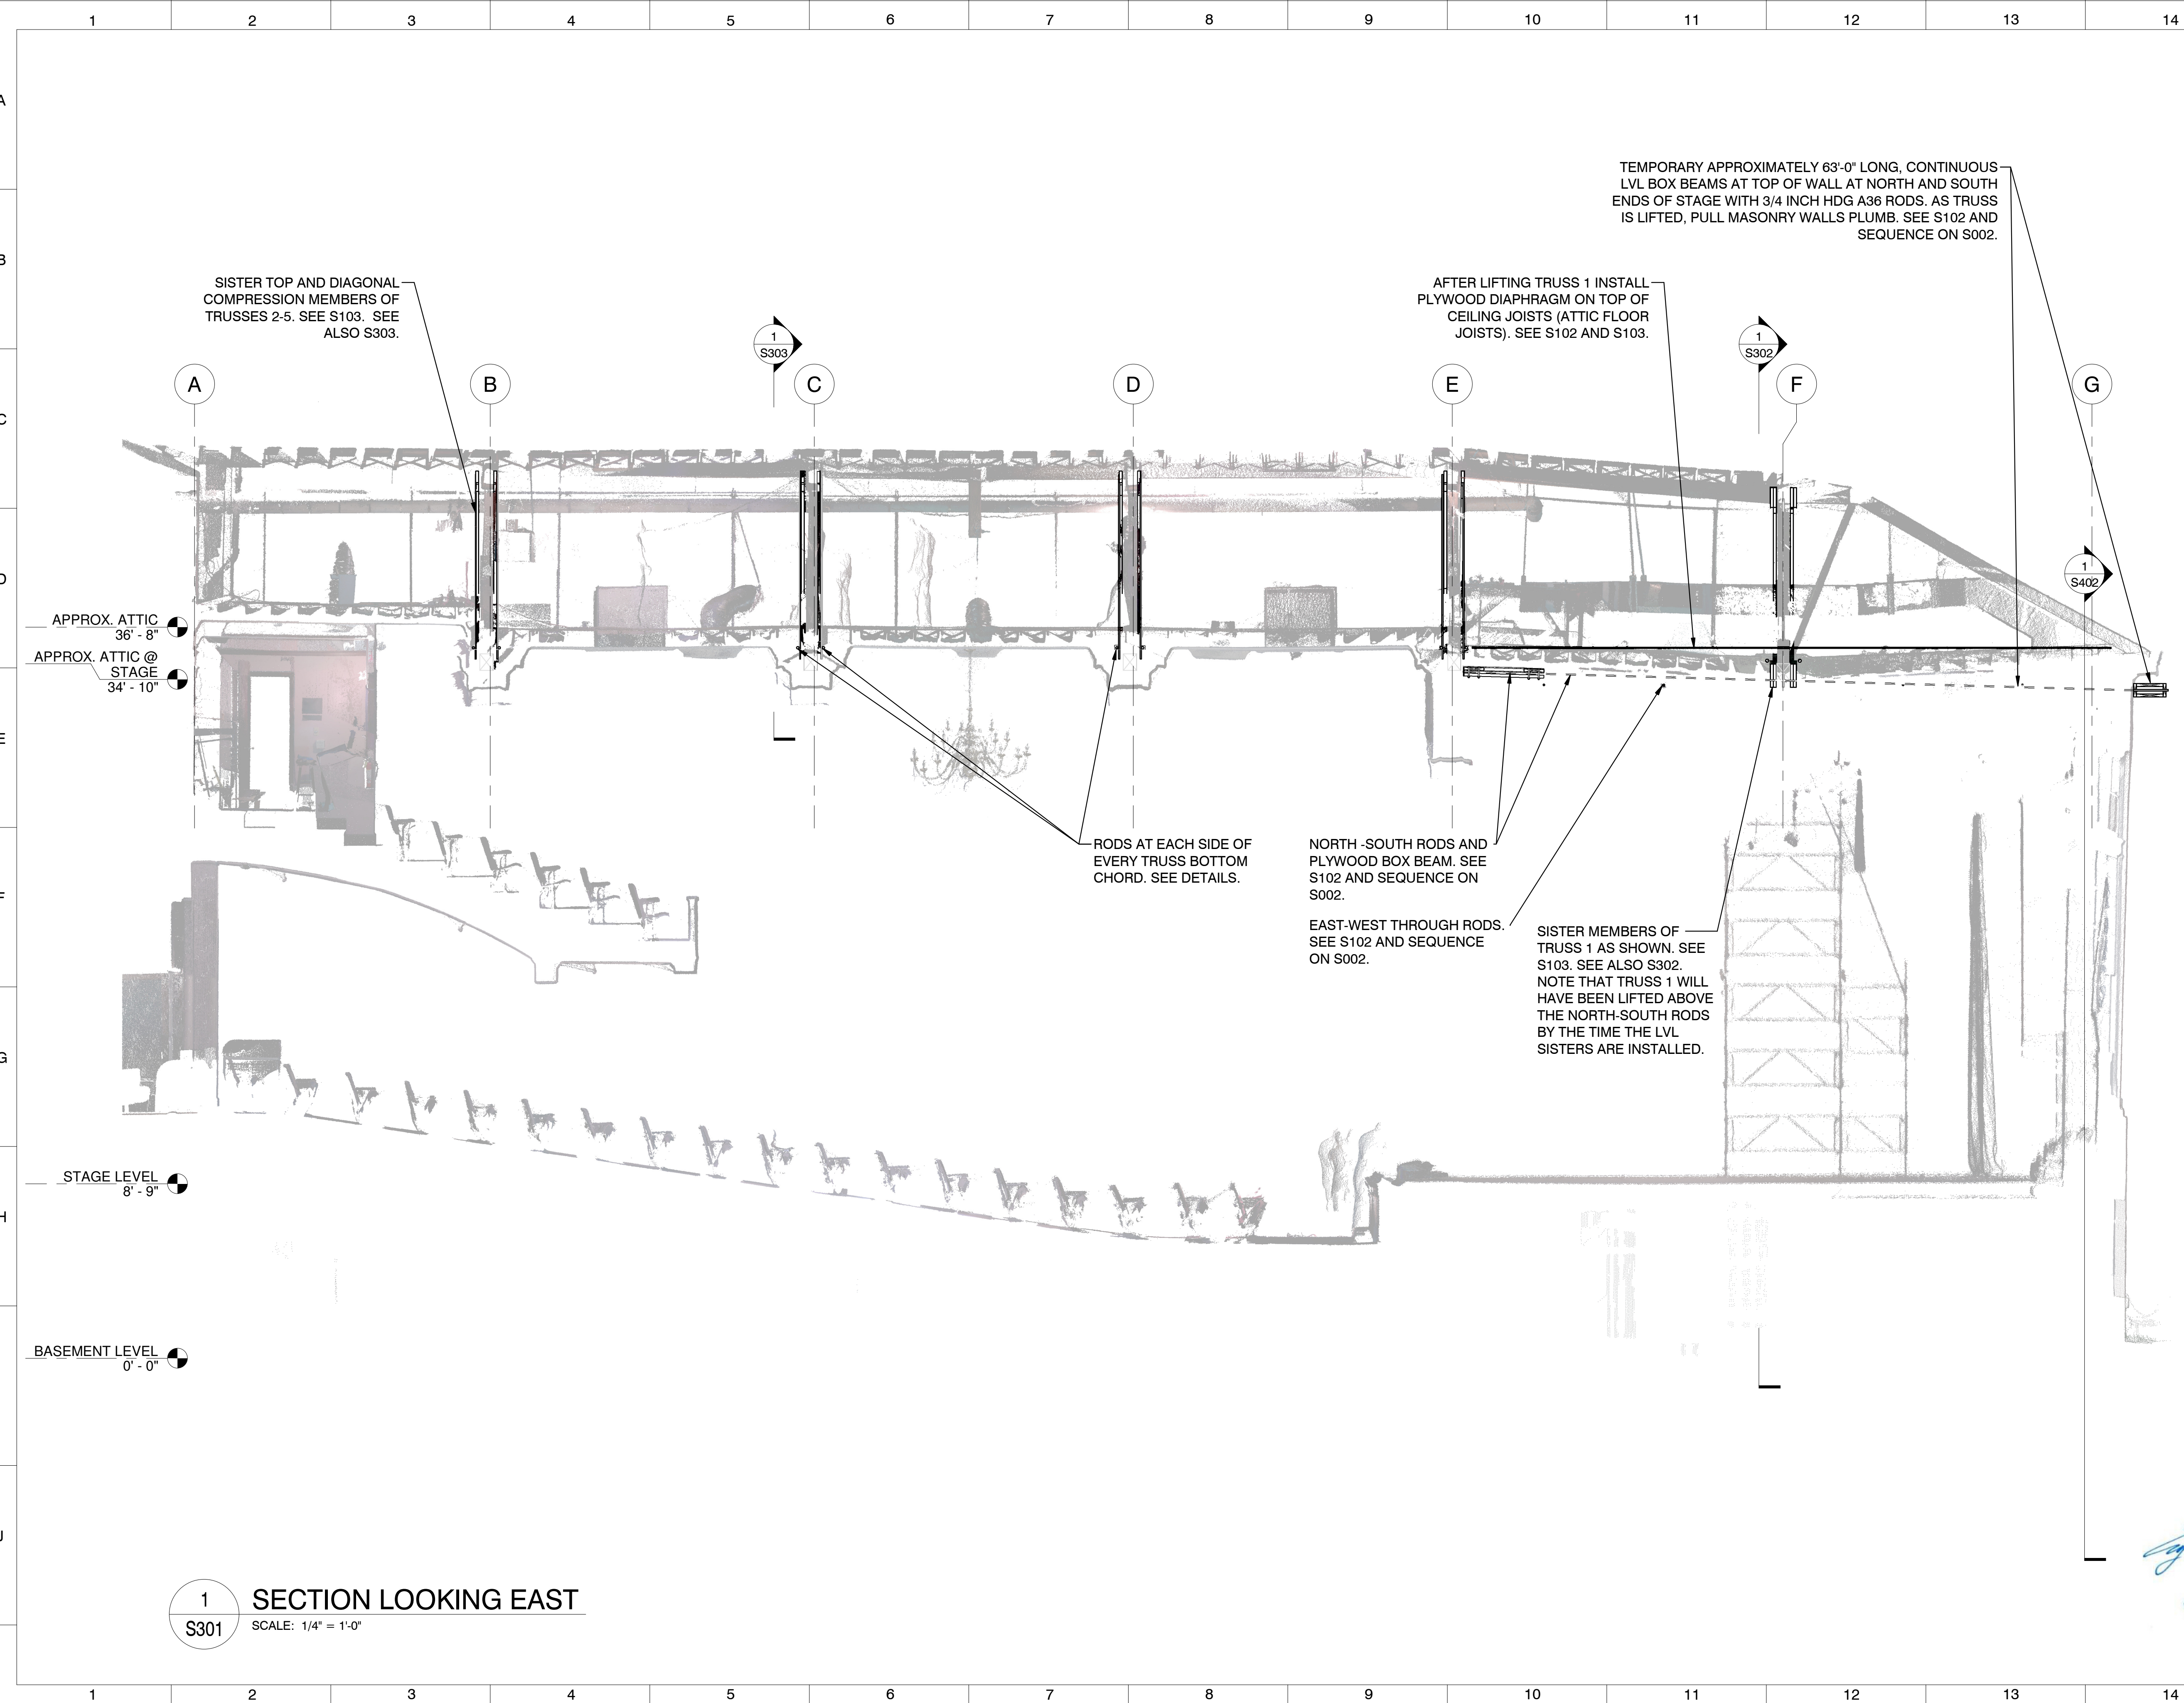 1 2 3 4 5 6 7 8 9 10 11 12 13 14
A
B
C
D
E
F
G
H
J
TEMPORARY APPROXIMATELY 63'-0" LONG, CONTINUOUS
LVL BOX BEAMS AT TOP OF WALL AT NORTH AND SOUTH
ENDS OF STAGE WITH 3/4 INCH HDG A36 RODS. AS TRUSS
IS LIFTED, PULL MASONRY WALLS PLUMB. SEE S102 AND
SEQUENCE ON S002.
SISTER TOP AND DIAGONAL
COMPRESSION MEMBERS OF
TRUSSES 2-5. SEE S103. SEE
ALSO S303.
AFTER LIFTING TRUSS 1 INSTALL
PLYWOOD DIAPHRAGM ON TOP OF
CEILING JOISTS (ATTIC FLOOR
JOISTS). SEE S102 AND S103.
1
S303
1
S302
A B C D E F G
1
S402
APPROX. ATTIC
36' - 8"
APPROX. ATTIC @
STAGE
34' - 10"
RODS AT EACH SIDE OF
EVERY TRUSS BOTTOM
CHORD. SEE DETAILS.
NORTH -SOUTH RODS AND
PLYWOOD BOX BEAM. SEE
S102 AND SEQUENCE ON
S002.
EAST-WEST THROUGH RODS.
SEE S102 AND SEQUENCE
ON S002.
SISTER MEMBERS OF
TRUSS 1 AS SHOWN. SEE
S103. SEE ALSO S302.
NOTE THAT TRUSS 1 WILL
HAVE BEEN LIFTED ABOVE
THE NORTH-SOUTH RODS
BY THE TIME THE LVL
SISTERS ARE INSTALLED.
STAGE LEVEL
8' - 9"
BASEMENT LEVEL
0' - 0"
1
S301
SECTION LOOKING EAST
SCALE: 1/4" = 1'-0"
1 2 3 4 5 6 7 8 9 10 11 12 13 14